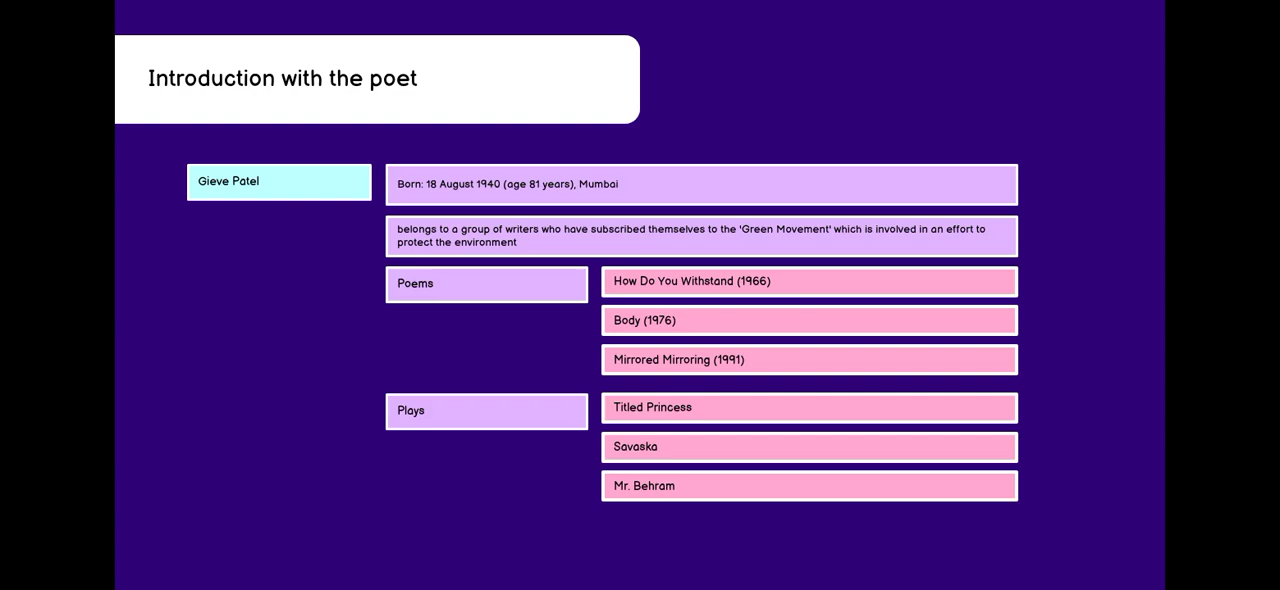 Introduction with the poet
Gieve Patel
Born: 18 August 1940 (age 81 years), Mumbai
belongs to a group of writers who have subscribed themselves to the 'Green Movement' which is involved in an effort to
protect the environment
Poems
How Do You Withstand (1966)
Body (1976)
Mirrored Mirroring (1991)
Plays
Titled Princess
Savaska
Mr. Behram